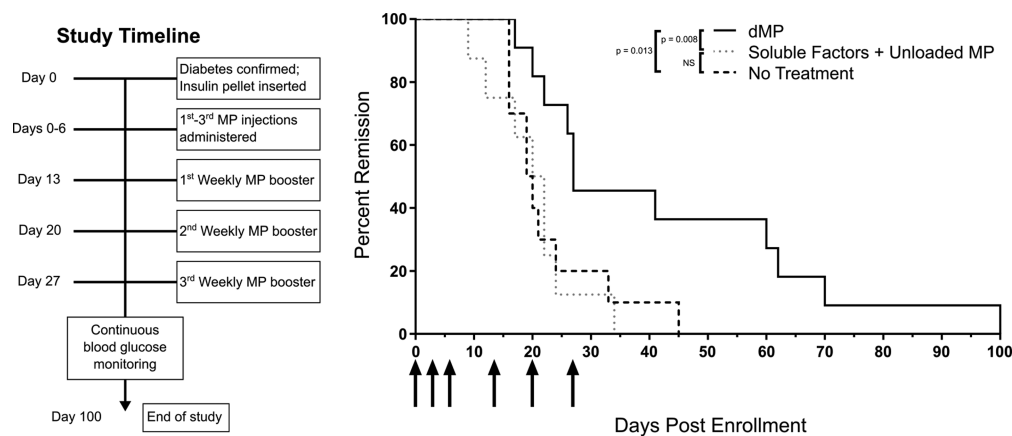 Study Timeline
Day 0
Diabetes confirmed;
Insulin pellet inserted
Days 0-6
1st-3rd MP injections
administered
Day 13
1st Weekly MP booster
Day 20
2nd Weekly MP booster
Day 27
3rd Weekly MP booster
Continuous
blood glucose
monitoring
Day 100
End of study
Percent Remission
100
80
60
40
20
0
0 10 20 30 40 50 60 70 80 90 100
Days Post Enrollment
p = 0.013
p = 0.008
NS
dMP
Soluble Factors + Unloaded MP
No Treatment